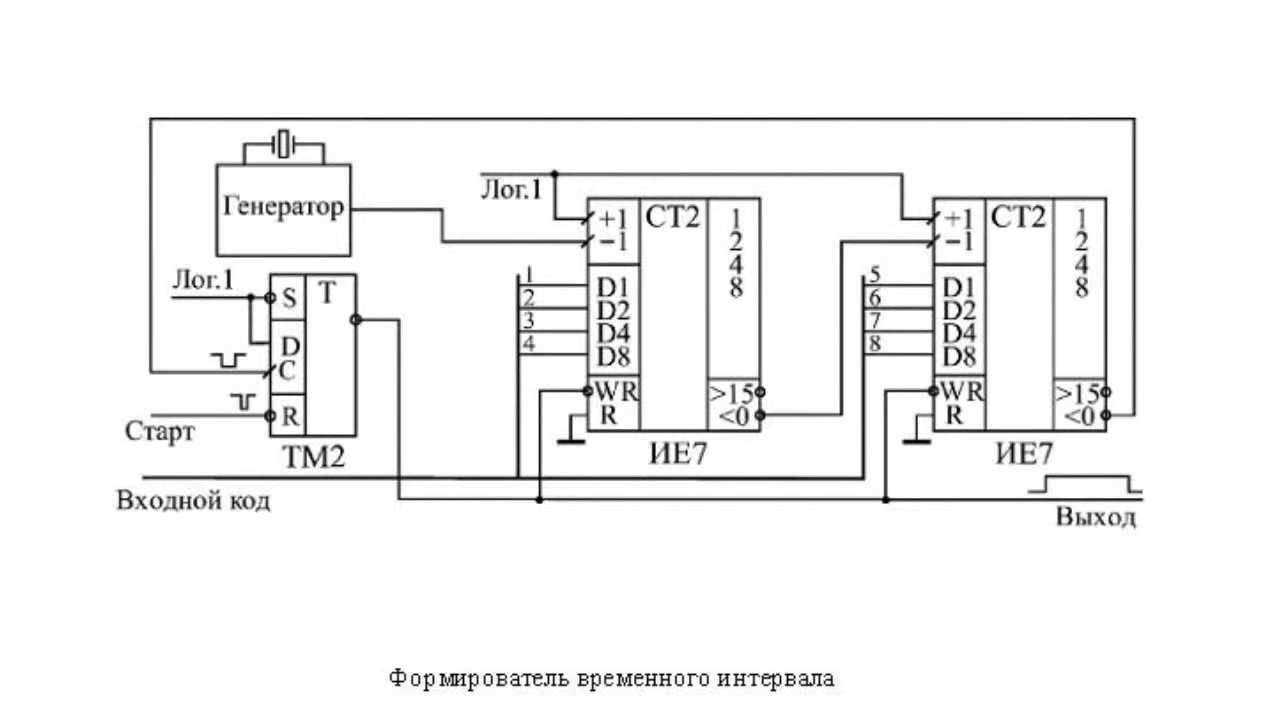 Генератор
Лог.1
S
T
D
C
R
Старт
ТМ2
Входной код
Лог.1
+1
−1
CT2
1
2
4
8
1
2
3
4
D1
D2
D4
D8
WR
R
>15
<0
ИЕ7
+1
−1
CT2
1
2
4
8
5
6
7
8
D1
D2
D4
D8
WR
R
>15
<0
ИЕ7
Выход
Формирователь временного интервала